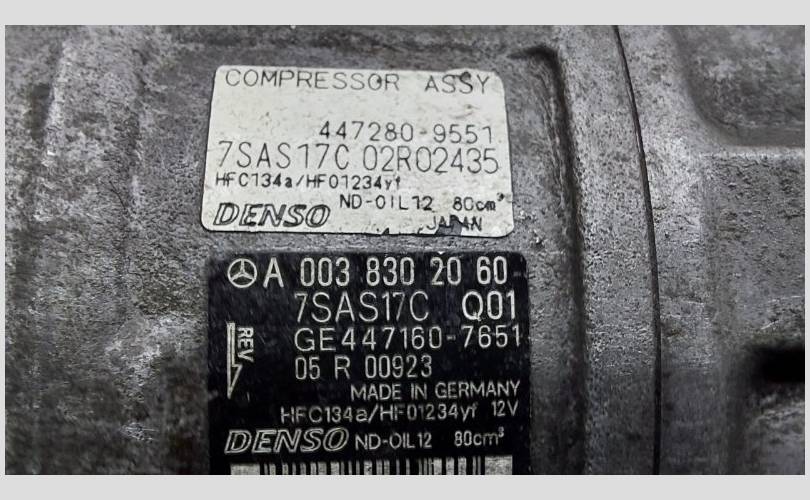 COMPRESSOR ASSY
447280-9551
7SAS17C 02R02435
HFC134a/HFO1234yf
ND-OIL12 80cm³
DENSO
JAPAN
A 003 830 20 60
7SAS17C Q01
GE447160-7651
REV
05 R 00923
MADE IN GERMANY
HFC134a/HFO1234yf 12V
DENSO ND-OIL12 80cm³